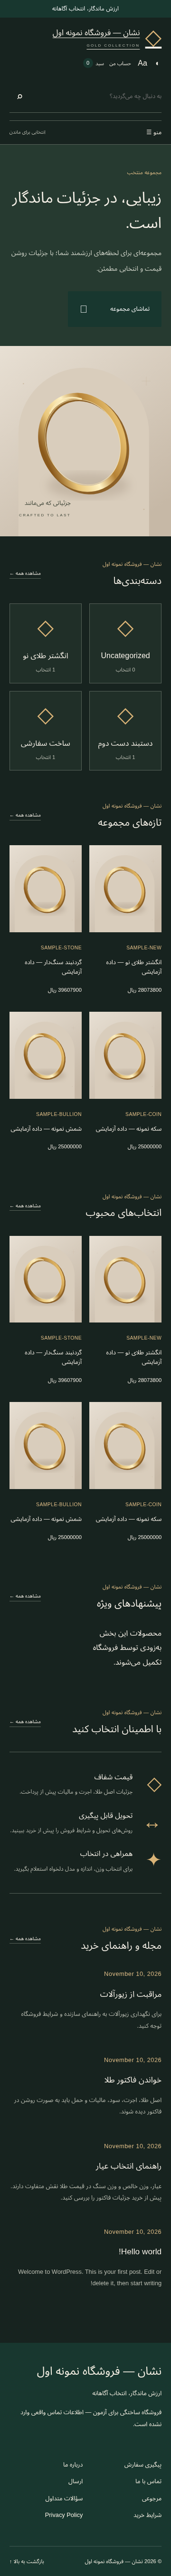 ارزش ماندگار، انتخاب آگاهانه
نشان — فروشگاه نمونه اول
GOLD COLLECTION
Aa
حساب من
سبد
0
به دنبال چه می‌گردید؟
منو ☰
انتخابی برای ماندن
مجموعه منتخب
زیبایی، در جزئیات ماندگار
است.
مجموعه‌ای برای لحظه‌های ارزشمند شما؛ با جزئیات روشن
قیمت و انتخابی مطمئن.
تماشای مجموعه
جزئیاتی که می‌مانند
CRAFTED TO LAST
نشان — فروشگاه نمونه اول
دسته‌بندی‌ها
مشاهده همه ←
Uncategorized
0 انتخاب
انگشتر طلای نو
1 انتخاب
دستبند دست دوم
1 انتخاب
ساخت سفارشی
1 انتخاب
نشان — فروشگاه نمونه اول
تازه‌های مجموعه
مشاهده همه ←
SAMPLE-NEW
انگشتر طلای نو — داده
آزمایشی
28073800 ریال
SAMPLE-STONE
گردنبند سنگ‌دار — داده
آزمایشی
39607900 ریال
SAMPLE-COIN
سکه نمونه — داده آزمایشی
25000000 ریال
SAMPLE-BULLION
شمش نمونه — داده آزمایشی
25000000 ریال
نشان — فروشگاه نمونه اول
انتخاب‌های محبوب
مشاهده همه ←
SAMPLE-NEW
انگشتر طلای نو — داده
آزمایشی
28073800 ریال
SAMPLE-STONE
گردنبند سنگ‌دار — داده
آزمایشی
39607900 ریال
SAMPLE-COIN
سکه نمونه — داده آزمایشی
25000000 ریال
SAMPLE-BULLION
شمش نمونه — داده آزمایشی
25000000 ریال
نشان — فروشگاه نمونه اول
پیشنهادهای ویژه
مشاهده همه ←
محصولات این بخش
به‌زودی توسط فروشگاه
تکمیل می‌شوند.
نشان — فروشگاه نمونه اول
با اطمینان انتخاب کنید
مشاهده همه ←
قیمت شفاف
جزئیات اصل طلا، اجرت و مالیات پیش از پرداخت.
تحویل قابل پیگیری
روش‌های تحویل و شرایط فروش را پیش از خرید ببینید.
همراهی در انتخاب
برای انتخاب وزن، اندازه و مدل دلخواه استعلام بگیرید.
نشان — فروشگاه نمونه اول
مجله و راهنمای خرید
مشاهده همه ←
November 10, 2026
مراقبت از زیورآلات
برای نگهداری زیورآلات به راهنمای سازنده و شرایط فروشگاه
توجه کنید.
November 10, 2026
خواندن فاکتور طلا
اصل طلا، اجرت، سود، مالیات و حمل باید به صورت روشن در
فاکتور دیده شوند.
November 10, 2026
راهنمای انتخاب عیار
عیار، وزن خالص و وزن سنگ در قیمت طلا نقش متفاوت دارند.
پیش از خرید جزئیات فاکتور را بررسی کنید.
November 10, 2026
Hello world!
Welcome to WordPress. This is your first post. Edit or
delete it, then start writing!
نشان — فروشگاه نمونه اول
ارزش ماندگار، انتخاب آگاهانه
فروشگاه ساختگی برای آزمون — اطلاعات تماس واقعی وارد
نشده است.
پیگیری سفارش
درباره ما
تماس با ما
ارسال
مرجوعی
سؤالات متداول
شرایط خرید
Privacy Policy
© 2026 نشان — فروشگاه نمونه اول
بازگشت به بالا ↑